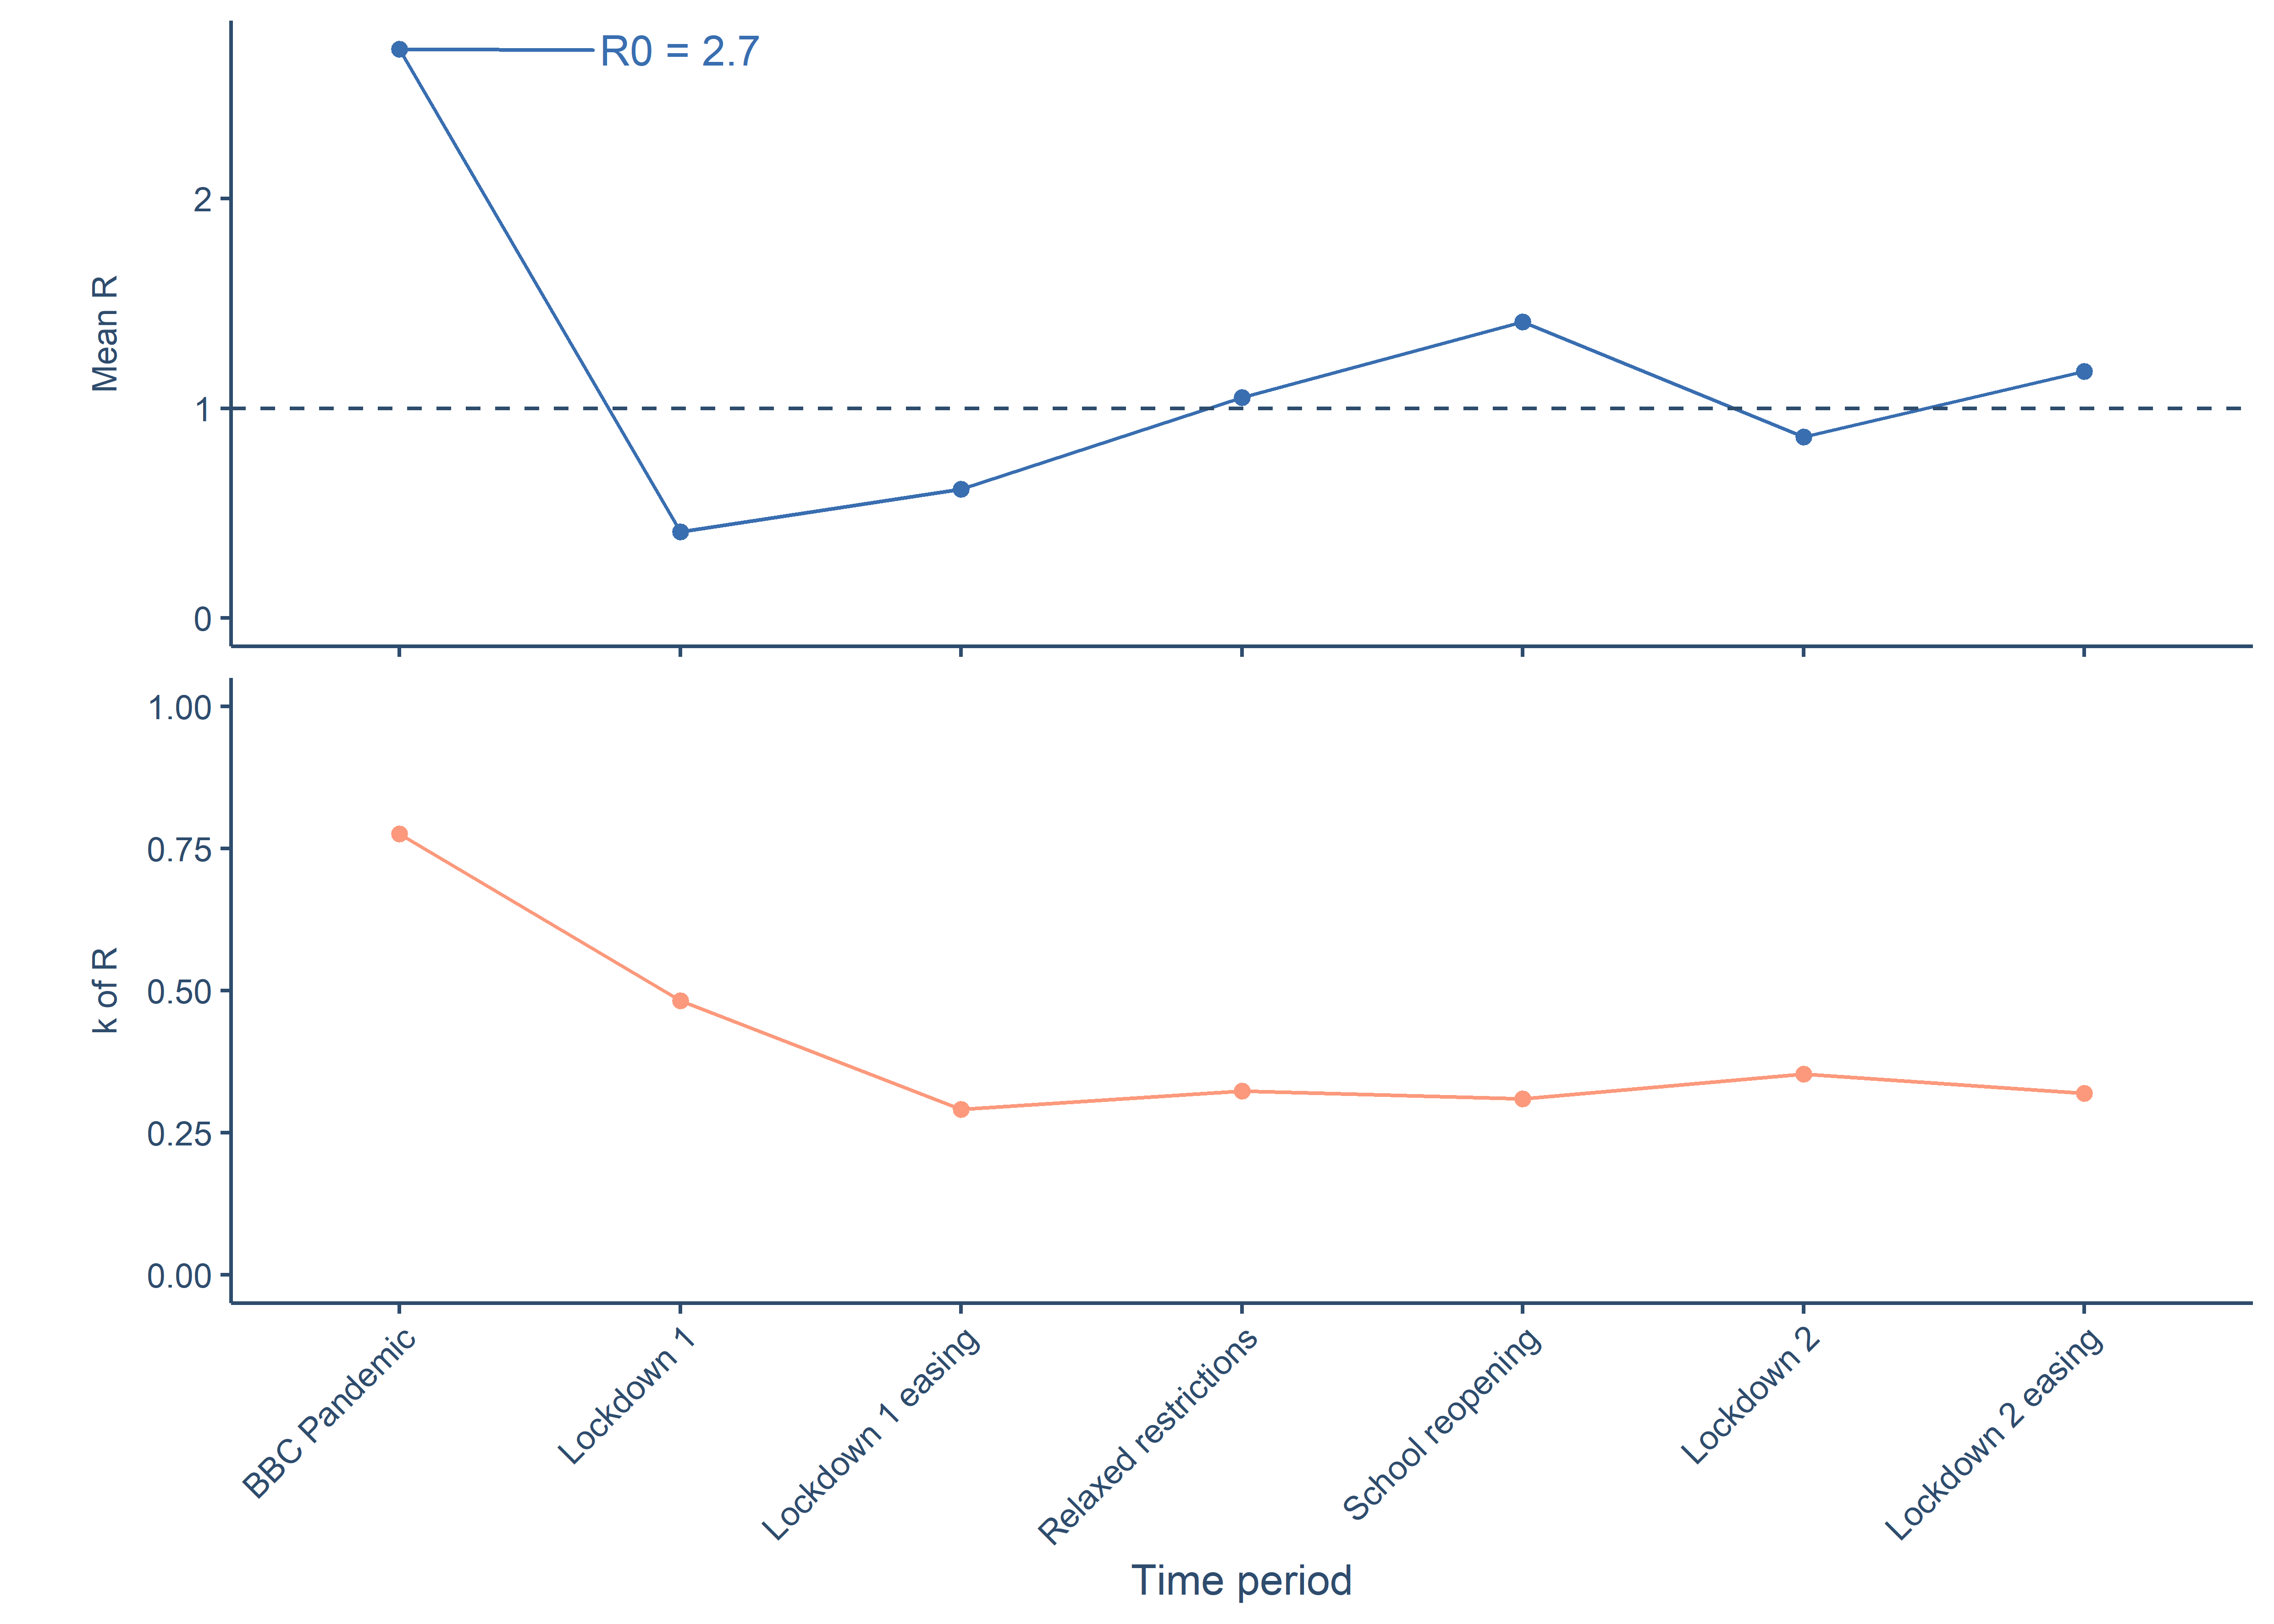 R0 = 2.7
Mean R
2
1
0
k of R
1.00
0.75
0.50
0.25
0.00
BBC Pandemic
Lockdown 1
Lockdown 1 easing
Relaxed restrictions
School reopening
Lockdown 2
Lockdown 2 easing
Time period